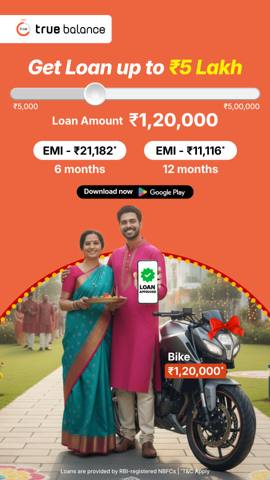 TRUE
true balance
Get Loan up to ₹5 Lakh
₹5,000 ₹5,00,000
Loan Amount ₹1,20,000
EMI - ₹21,182* EMI - ₹11,116*
6 months 12 months
Download now Google Play
LOAN
APPROVED
Bike
₹1,20,000*
Loans are provided by RBI-registered NBFCs | *T&C Apply